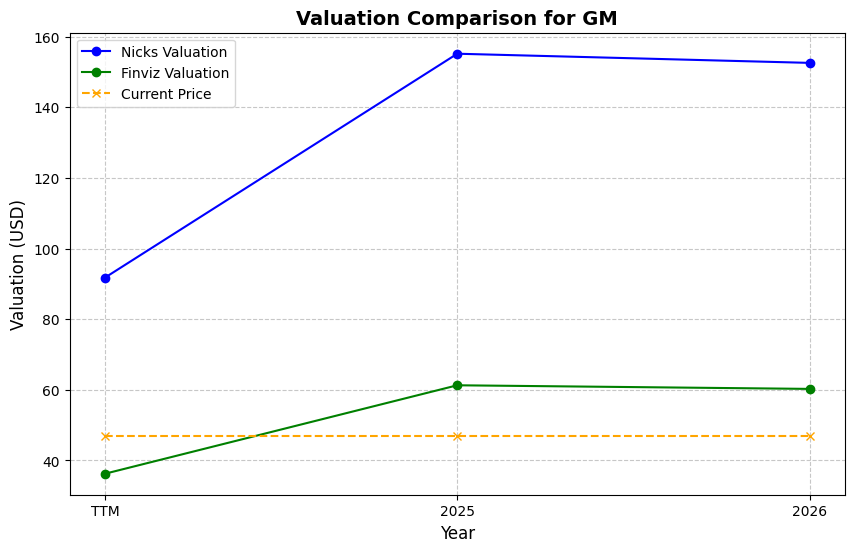 Valuation Comparison for GM
Nicks Valuation
Finviz Valuation
Current Price
Valuation (USD)
160
140
120
100
80
60
40
TTM
2025
2026
Year